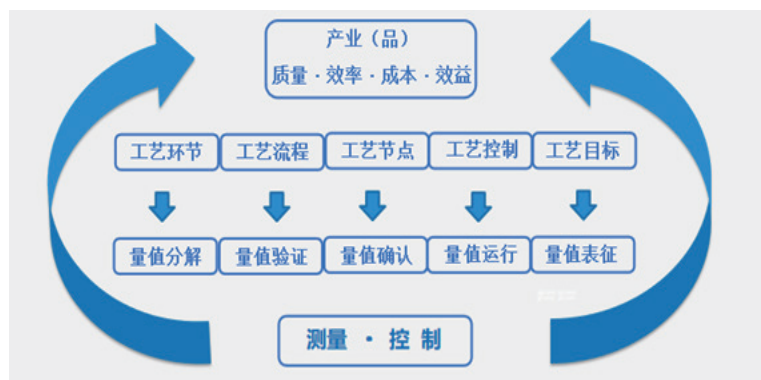 产业（品）
质量·效率·成本·效益
工艺环节 工艺流程 工艺节点 工艺控制 工艺目标
量值分解 量值验证 量值确认 量值运行 量值表征
测量 · 控 制